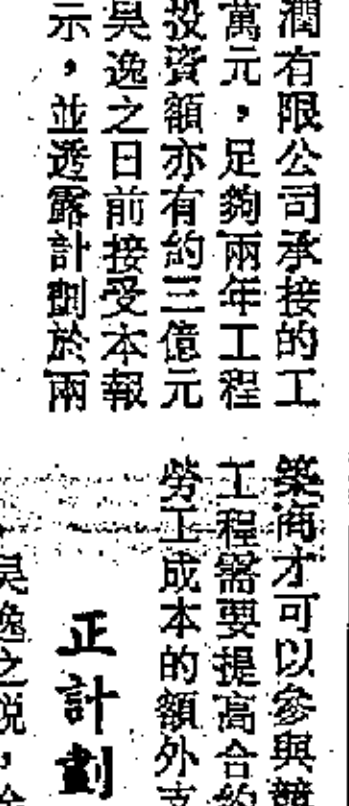 潤有限公司承接的工
萬元，足夠兩年工程
投資額亦有約三億元
吳逸之日前接受本報
示，並透露計劃於兩
築商才可以參與
工程需要提高合約
勞工成本的額外支
正計劃
吳逸之說，